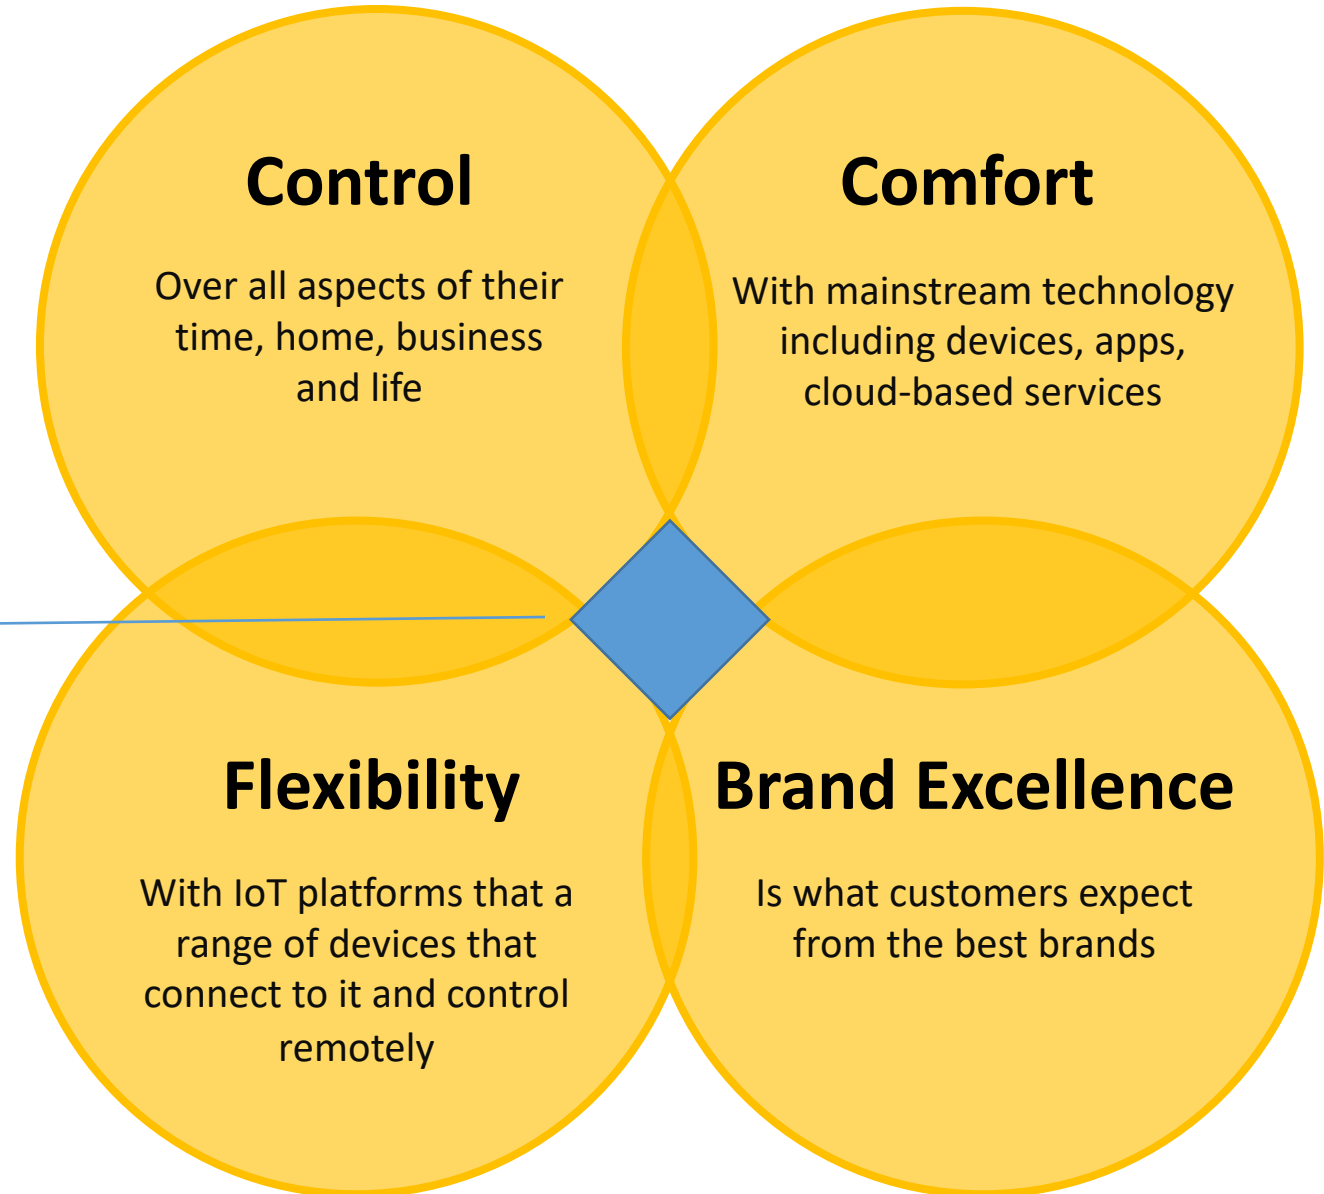 Control
Over all aspects of their
time, home, business
and life
Comfort
With mainstream technology
including devices, apps,
cloud-based services
Flexibility
With IoT platforms that a
range of devices that
connect to it and control
remotely
Brand Excellence
Is what customers expect
from the best brands